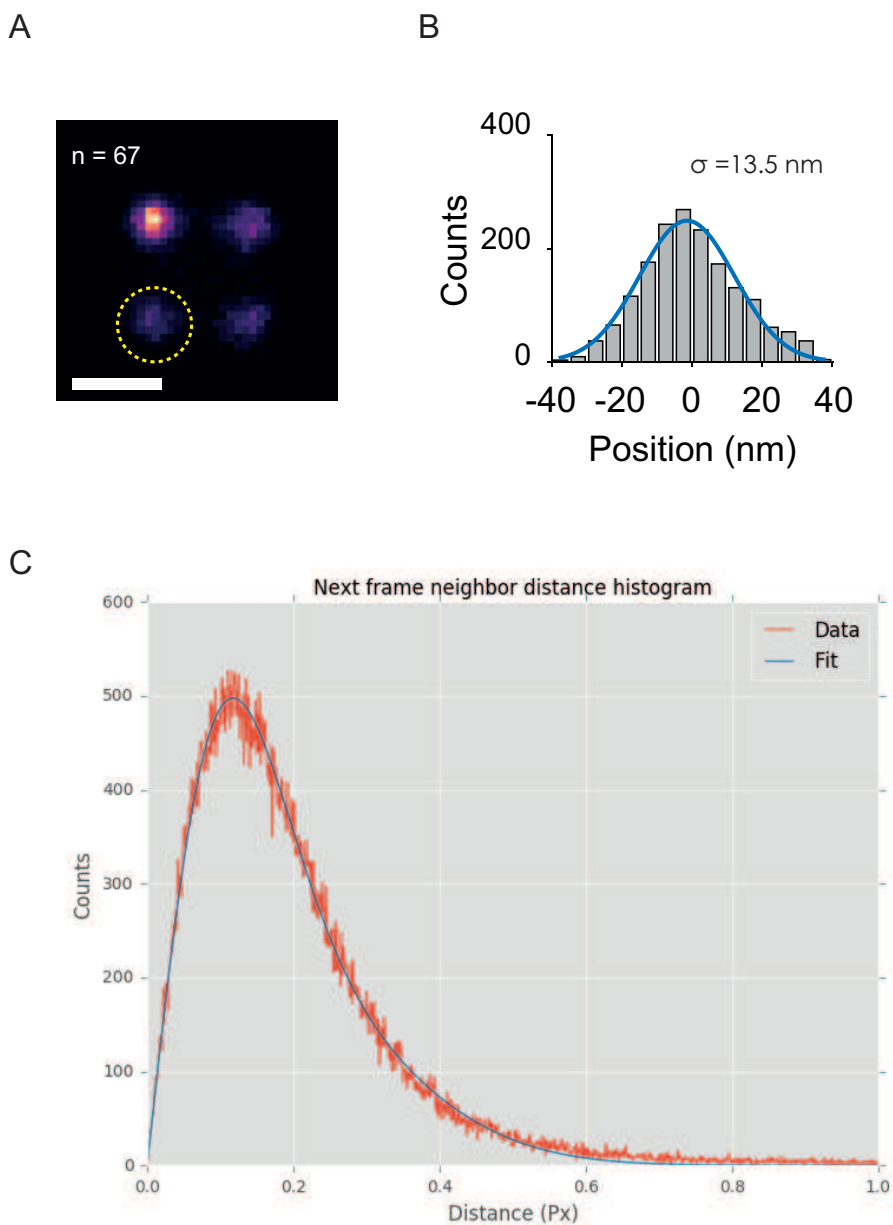 A
n = 67
B
400
200
0
Counts
σ =13.5 nm
-40 -20 0 20 40
Position (nm)
C
Next frame neighbor distance histogram
600
500
400
300
200
100
0
Counts
Data
Fit
0.0 0.2 0.4 0.6 0.8 1.0
Distance (Px)